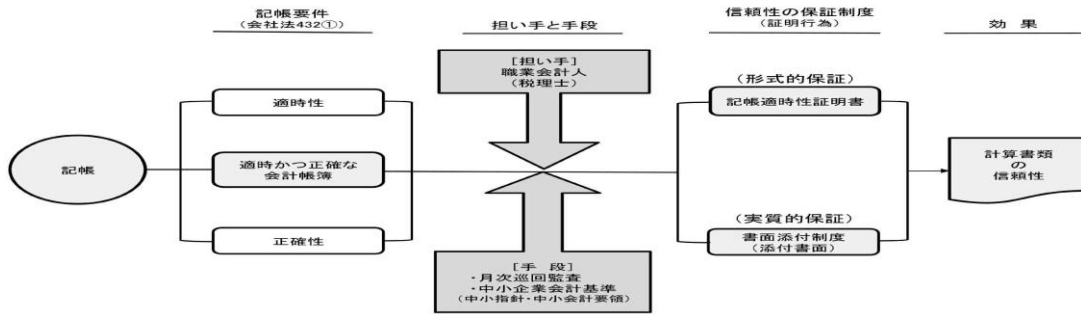 記帳要件
(会社法432①)
担い手と手段
信頼性の保証制度
(証明行為)
効 果
[担い手]
職業会計人
(税理士)
(形式的保証)
適時性
記帳適時性証明書
記帳
適時かつ正確な
会計帳簿
計算書類
の
信頼性
(実質的保証)
正確性
書面添付制度
(添付書面)
[手 段]
・月次巡回監査
・中小企業会計基準
(中小指針・中小会計要領)